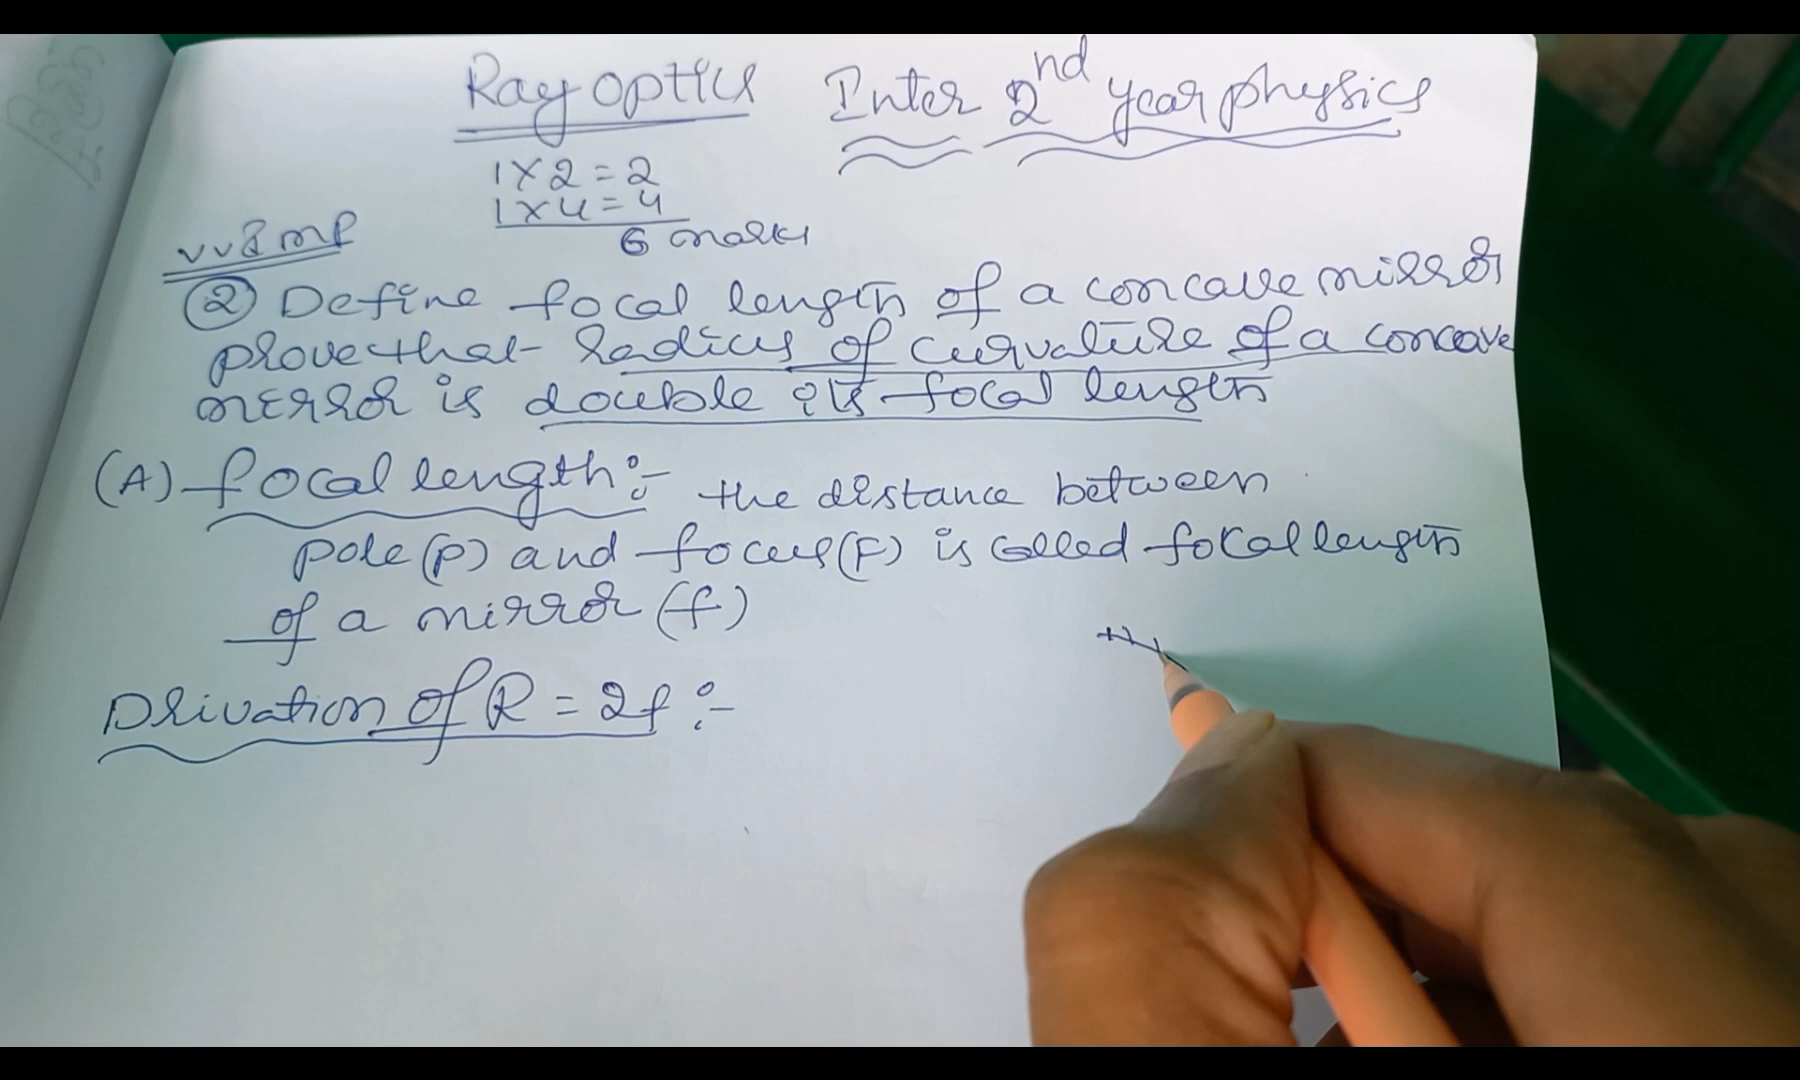 Ray optics Inter 2nd year physics
1 x 2 = 2
1 x 4 = 4
6 marks
vv imp
② Define focal length of a concave mirror
prove that radius of curvature of a concave
mirror is double its focal length
(A) focal length :- the distance between
pole (p) and focus (F) is called focal length
of a mirror (f)
Drivation of R = 2f :-